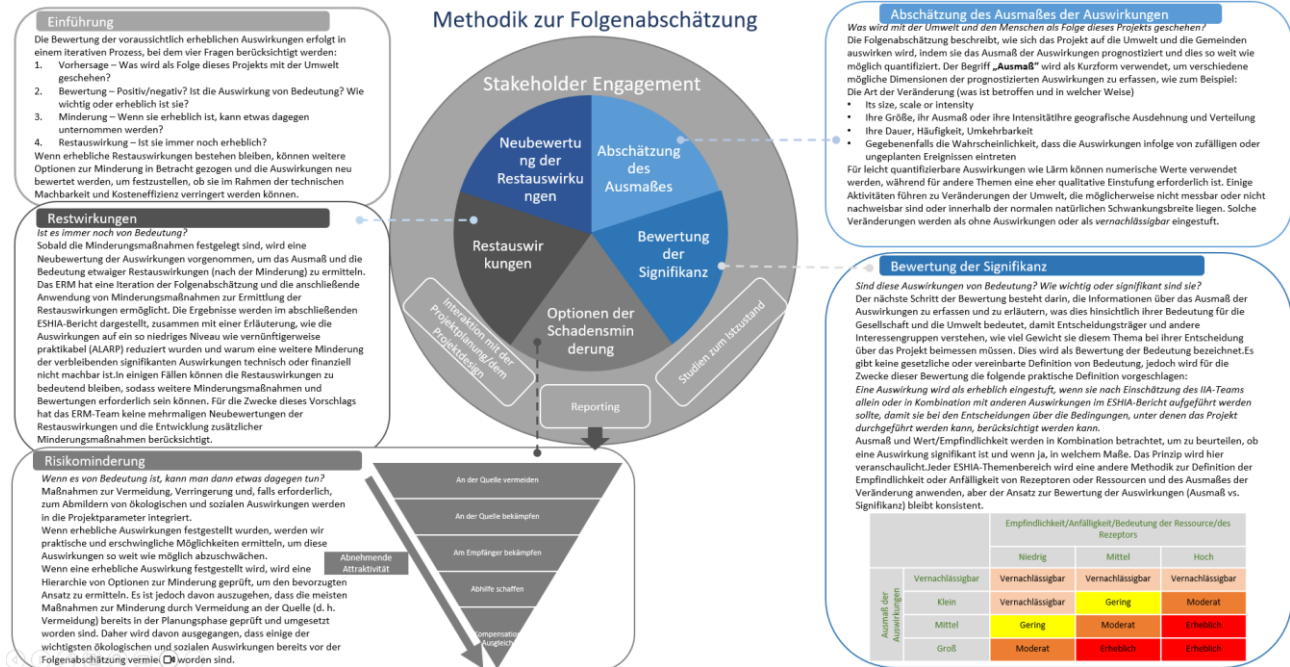 Methodik zur Folgenabschätzung
Einführung
Die Bewertung der voraussichtlich erheblichen Auswirkungen erfolgt in
einem iterativen Prozess, bei dem vier Fragen berücksichtigt werden:
1. Vorhersage – Was wird als Folge dieses Projekts mit der Umwelt
geschehen?
2. Bewertung – Positiv/negativ? Ist die Auswirkung von Bedeutung? Wie
wichtig oder erheblich ist sie?
3. Minderung – Wenn sie erheblich ist, kann etwas dagegen
unternommen werden?
4. Restauswirkung – Ist sie immer noch erheblich?
Wenn erhebliche Restauswirkungen bestehen bleiben, können weitere
Optionen zur Minderung in Betracht gezogen und die Auswirkungen neu
bewertet werden, um festzustellen, ob sie im Rahmen der technischen
Machbarkeit und Kosteneffizienz verringert werden können.
Restwirkungen
Ist es immer noch von Bedeutung?
Sobald die Minderungsmaßnahmen festgelegt sind, wird eine
Neubewertung der Auswirkungen vorgenommen, um das Ausmaß und die
Bedeutung etwaiger Restauswirkungen (nach der Minderung) zu ermitteln.
Das ERM hat eine Iteration der Folgenabschätzung und die anschließende
Anwendung von Minderungsmaßnahmen zur Ermittlung der
Restauswirkungen ermöglicht. Die Ergebnisse werden im abschließenden
ESHIA-Bericht dargestellt, zusammen mit einer Erläuterung, wie die
Auswirkungen auf ein so niedriges Niveau wie vernünftigerweise
praktikabel (ALARP) reduziert wurden und warum eine weitere Minderung
der verbleibenden signifikanten Auswirkungen technisch oder finanziell
nicht machbar ist.In einigen Fällen können die Restauswirkungen zu
bedeutend bleiben, sodass weitere Minderungsmaßnahmen und
Bewertungen erforderlich sein können. Für die Zwecke dieses Vorschlags
hat das ERM-Team keine mehrmaligen Neubewertungen der
Restauswirkungen und die Entwicklung zusätzlicher
Minderungsmaßnahmen berücksichtigt.
Risikominderung
Wenn es von Bedeutung ist, kann man dann etwas dagegen tun?
Maßnahmen zur Vermeidung, Verringerung und, falls erforderlich,
zum Abmildern von ökologischen und sozialen Auswirkungen werden
in die Projektparameter integriert.
Wenn erhebliche Auswirkungen festgestellt wurden, werden wir
praktische und erschwingliche Möglichkeiten ermitteln, um diese
Auswirkungen so weit wie möglich abzuschwächen.
Wenn eine erhebliche Auswirkung festgestellt wird, wird eine
Hierarchie von Optionen zur Minderung geprüft, um den bevorzugten
Ansatz zu ermitteln. Es ist jedoch davon auszugehen, dass die meisten
Maßnahmen zur Minderung durch Vermeidung an der Quelle (d. h.
Vermeidung) bereits in der Planungsphase geprüft und umgesetzt
worden sind. Daher wird davon ausgegangen, dass einige der
wichtigsten ökologischen und sozialen Auswirkungen bereits vor der
Folgenabschätzung worden sind.
Abnehmende
Attraktivität
An der Quelle vermeiden
An der Quelle bekämpfen
Am Empfänger bekämpfen
Abhilfe schaffen
Ausgleich
Stakeholder Engagement
Neubewertu
ng der
Restauswirku
ngen
Abschätzung
des
Ausmaßes
Restauswir
kungen
Bewertung
der
Signifikanz
Optionen der
Schadensmin
derung
Interaktion mit der
Projektplanung/dem
Projektdesign
Studien zum Istzustand
Reporting
Abschätzung des Ausmaßes der Auswirkungen
Was wird mit der Umwelt und den Menschen als Folge dieses Projekts geschehen?
Die Folgenabschätzung beschreibt, wie sich das Projekt auf die Umwelt und die Gemeinden
auswirken wird, indem sie das Ausmaß der Auswirkungen prognostiziert und dies so weit wie
möglich quantifiziert. Der Begriff „Ausmaß” wird als Kurzform verwendet, um verschiedene
mögliche Dimensionen der prognostizierten Auswirkungen zu erfassen, wie zum Beispiel:
Die Art der Veränderung (was ist betroffen und in welcher Weise)
• Its size, scale or intensity
• Ihre Größe, ihr Ausmaß oder ihre IntensitätIhre geografische Ausdehnung und Verteilung
• Ihre Dauer, Häufigkeit, Umkehrbarkeit
• Gegebenenfalls die Wahrscheinlichkeit, dass die Auswirkungen infolge von zufälligen oder
ungeplanten Ereignissen eintreten
Für leicht quantifizierbare Auswirkungen wie Lärm können numerische Werte verwendet
werden, während für andere Themen eine eher qualitative Einstufung erforderlich ist. Einige
Aktivitäten führen zu Veränderungen der Umwelt, die möglicherweise nicht messbar oder nicht
nachweisbar sind oder innerhalb der normalen natürlichen Schwankungsbreite liegen. Solche
Veränderungen werden als ohne Auswirkungen oder als vernachlässigbar eingestuft.
Bewertung der Signifikanz
Sind diese Auswirkungen von Bedeutung? Wie wichtig oder signifikant sind sie?
Der nächste Schritt der Bewertung besteht darin, die Informationen über das Ausmaß der
Auswirkungen zu erfassen und zu erläutern, was dies hinsichtlich ihrer Bedeutung für die
Gesellschaft und die Umwelt bedeutet, damit Entscheidungsträger und andere
Interessengruppen verstehen, wie viel Gewicht sie diesem Thema bei ihrer Entscheidung
über das Projekt beimessen müssen. Dies wird als Bewertung der Bedeutung bezeichnet.Es
gibt keine gesetzliche oder vereinbarte Definition von Bedeutung, jedoch wird für die
Zwecke dieser Bewertung die folgende praktische Definition vorgeschlagen:
Eine Auswirkung wird als erheblich eingestuft, wenn sie nach Einschätzung des IIA-Teams
allein oder in Kombination mit anderen Auswirkungen im ESHIA-Bericht aufgeführt werden
sollte, damit sie bei den Entscheidungen über die Bedingungen, unter denen das Projekt
durchgeführt werden kann, berücksichtigt werden kann.
Ausmaß und Wert/Empfindlichkeit werden in Kombination betrachtet, um zu beurteilen, ob
eine Auswirkung signifikant ist und wenn ja, in welchem Maße. Das Prinzip wird hier
veranschaulicht.Jeder ESHIA-Themenbereich wird eine andere Methodik zur Definition der
Empfindlichkeit oder Anfälligkeit von Rezeptoren oder Ressourcen und des Ausmaßes der
Veränderung anwenden, aber der Ansatz zur Bewertung der Auswirkungen (Ausmaß vs.
Signifikanz) bleibt konsistent.
Empfindlichkeit/Anfälligkeit/Bedeutung der Ressource/des
Rezeptors
Niedrig Mittel Hoch
Ausmaß der
Auswirkungen
Vernachlässigbar Vernachlässigbar Vernachlässigbar Vernachlässigbar
Klein Vernachlässigbar Gering Moderat
Mittel Gering Moderat Erheblich
Groß Moderat Erheblich Erheblich